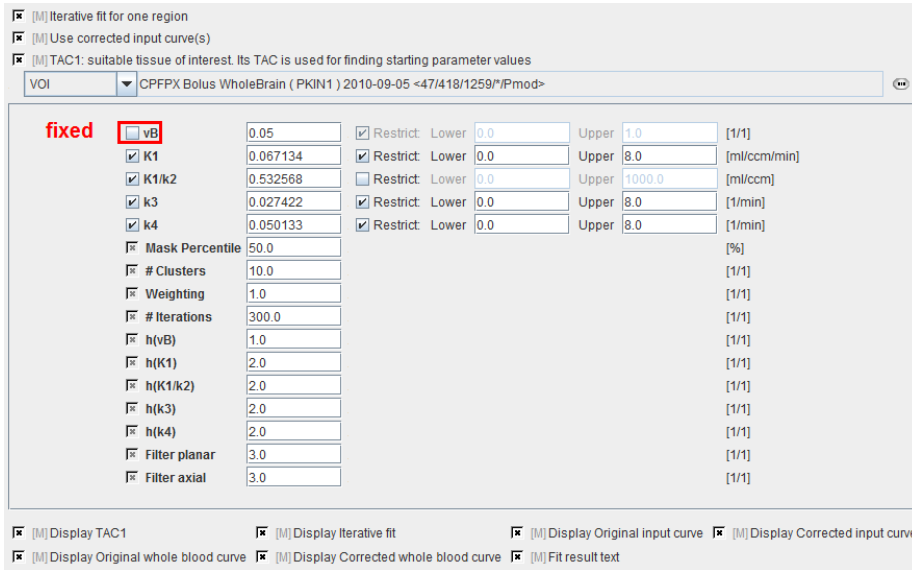 [M] Iterative fit for one region
[M] Use corrected input curve(s)
[M] TAC1: suitable tissue of interest. Its TAC is used for finding starting parameter values
VOI CPFPX Bolus WholeBrain ( PKIN1 ) 2010-09-05 <47/418/1259/*/Pmod>
fixed vB 0.05 Restrict: Lower 0.0 Upper 1.0 [1/1]
K1 0.067134 Restrict: Lower 0.0 Upper 8.0 [ml/ccm/min]
K1/k2 0.532568 Restrict: Lower 0.0 Upper 1000.0 [ml/ccm]
k3 0.027422 Restrict: Lower 0.0 Upper 8.0 [1/min]
k4 0.050133 Restrict: Lower 0.0 Upper 8.0 [1/min]
Mask Percentile 50.0 [%]
# Clusters 10.0 [1/1]
Weighting 1.0 [1/1]
# Iterations 300.0 [1/1]
h(vB) 1.0 [1/1]
h(K1) 2.0 [1/1]
h(K1/k2) 2.0 [1/1]
h(k3) 2.0 [1/1]
h(k4) 2.0 [1/1]
Filter planar 3.0 [1/1]
Filter axial 3.0 [1/1]
[M] Display TAC1 [M] Display Iterative fit [M] Display Original input curve [M] Display Corrected input curve
[M] Display Original whole blood curve [M] Display Corrected whole blood curve [M] Fit result text